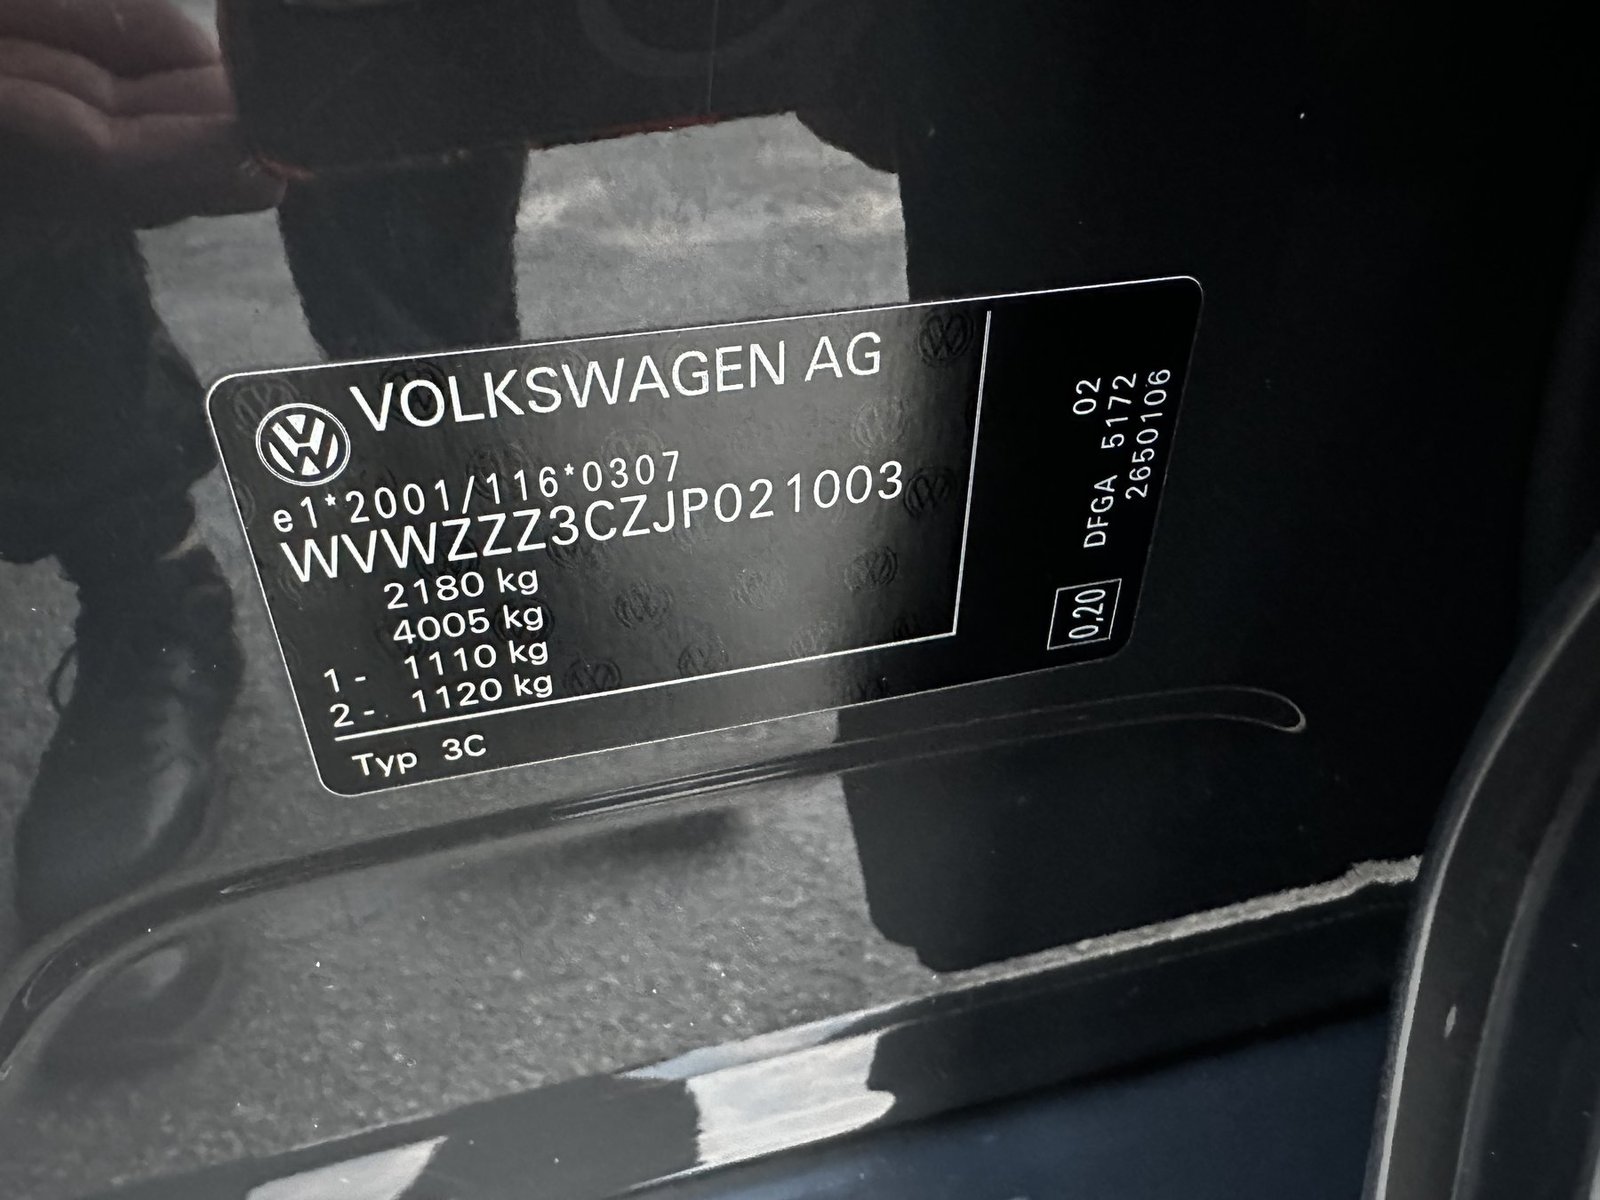 VOLKSWAGEN AG
e1*2001/116*0307
WVWZZZ3CZJP021003
2180 kg
4005 kg
1 - 1110 kg
2 - 1120 kg
Typ 3C
02
DFGA 5172
2650106
0,20